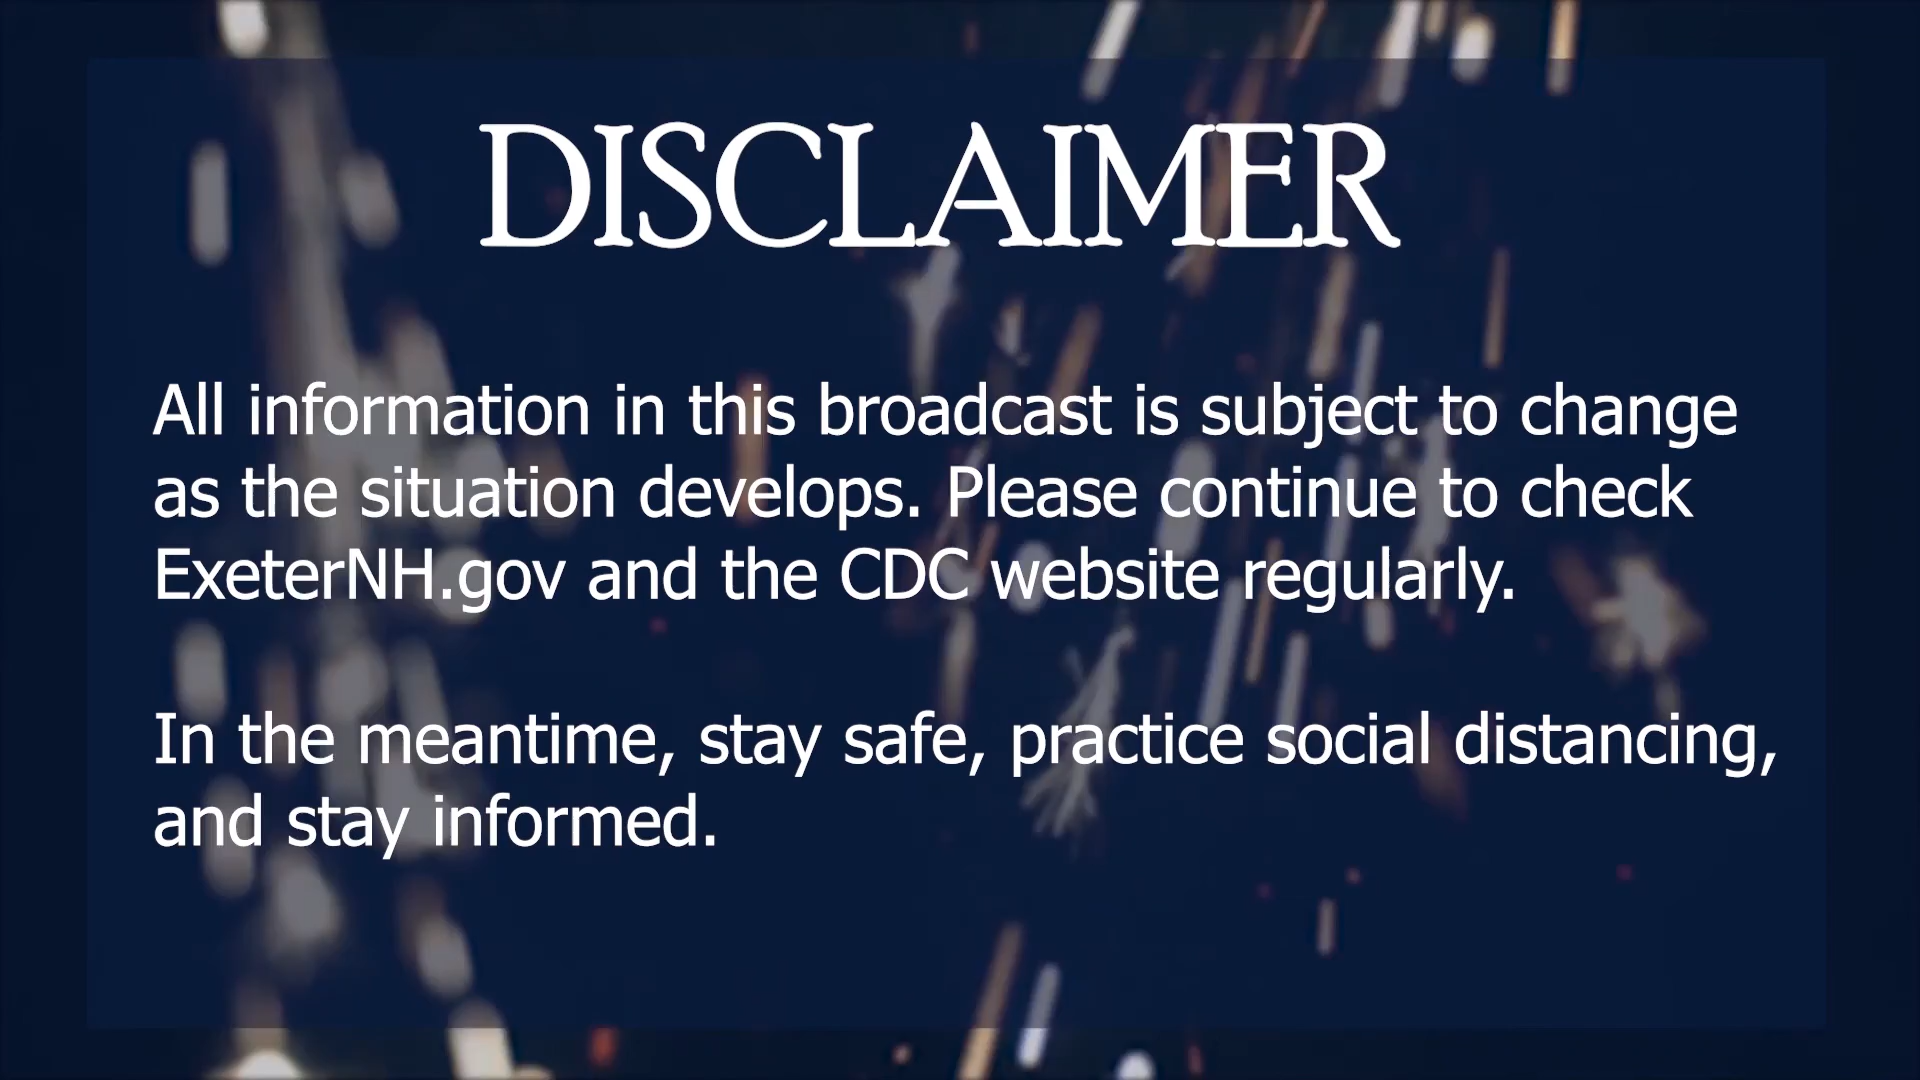 DISCLAIMER
All information in this broadcast is subject to change
as the situation develops. Please continue to check
ExeterNH.gov and the CDC website regularly.
In the meantime, stay safe, practice social distancing,
and stay informed.